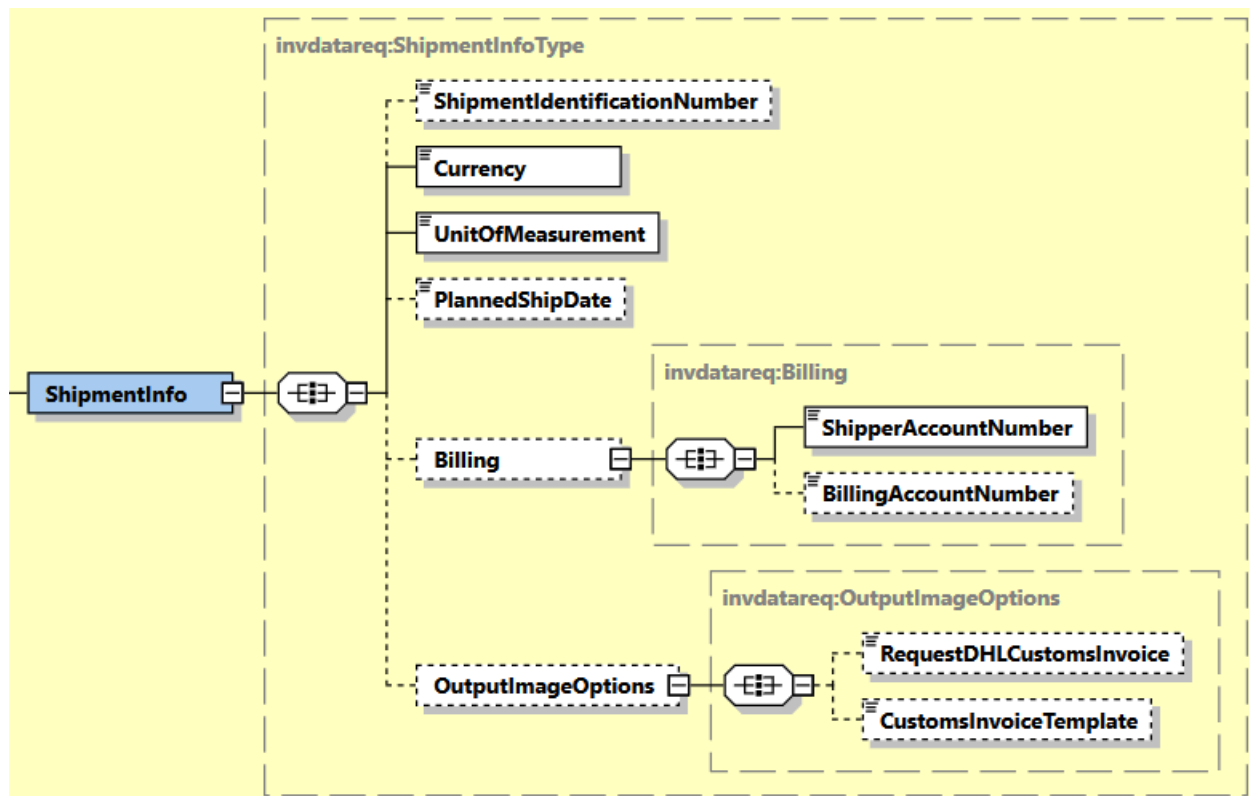 invdatareq:ShipmentInfoType
ShipmentIdentificationNumber
Currency
UnitOfMeasurement
PlannedShipDate
ShipmentInfo
invdatareq:Billing
ShipperAccountNumber
Billing
BillingAccountNumber
invdatareq:OutputImageOptions
RequestDHLCustomsInvoice
OutputImageOptions
CustomsInvoiceTemplate